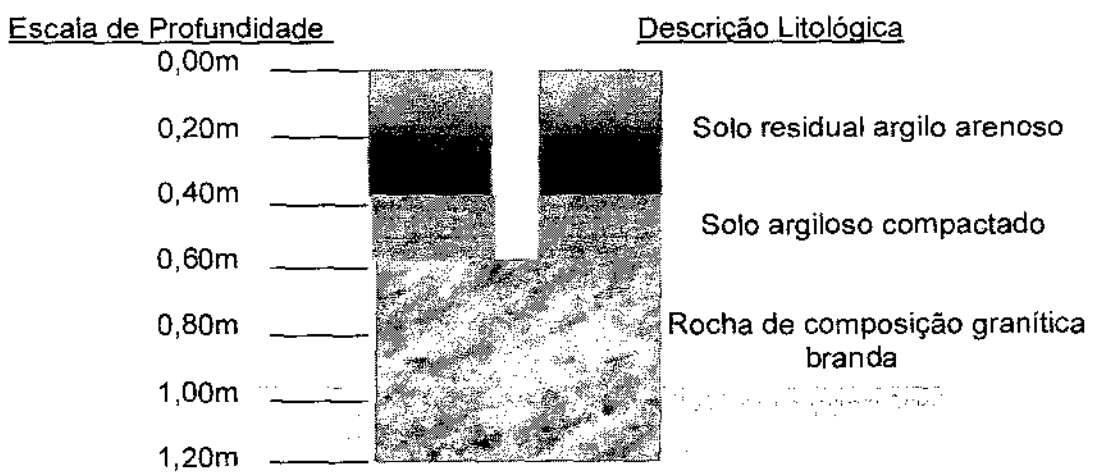 Escala de Profundidade
Descrição Litológica
0,00m
0,20m
Solo residual argilo arenoso
0,40m
Solo argiloso compactado
0,60m
0,80m
Rocha de composição granítica
branda
1,00m
1,20m